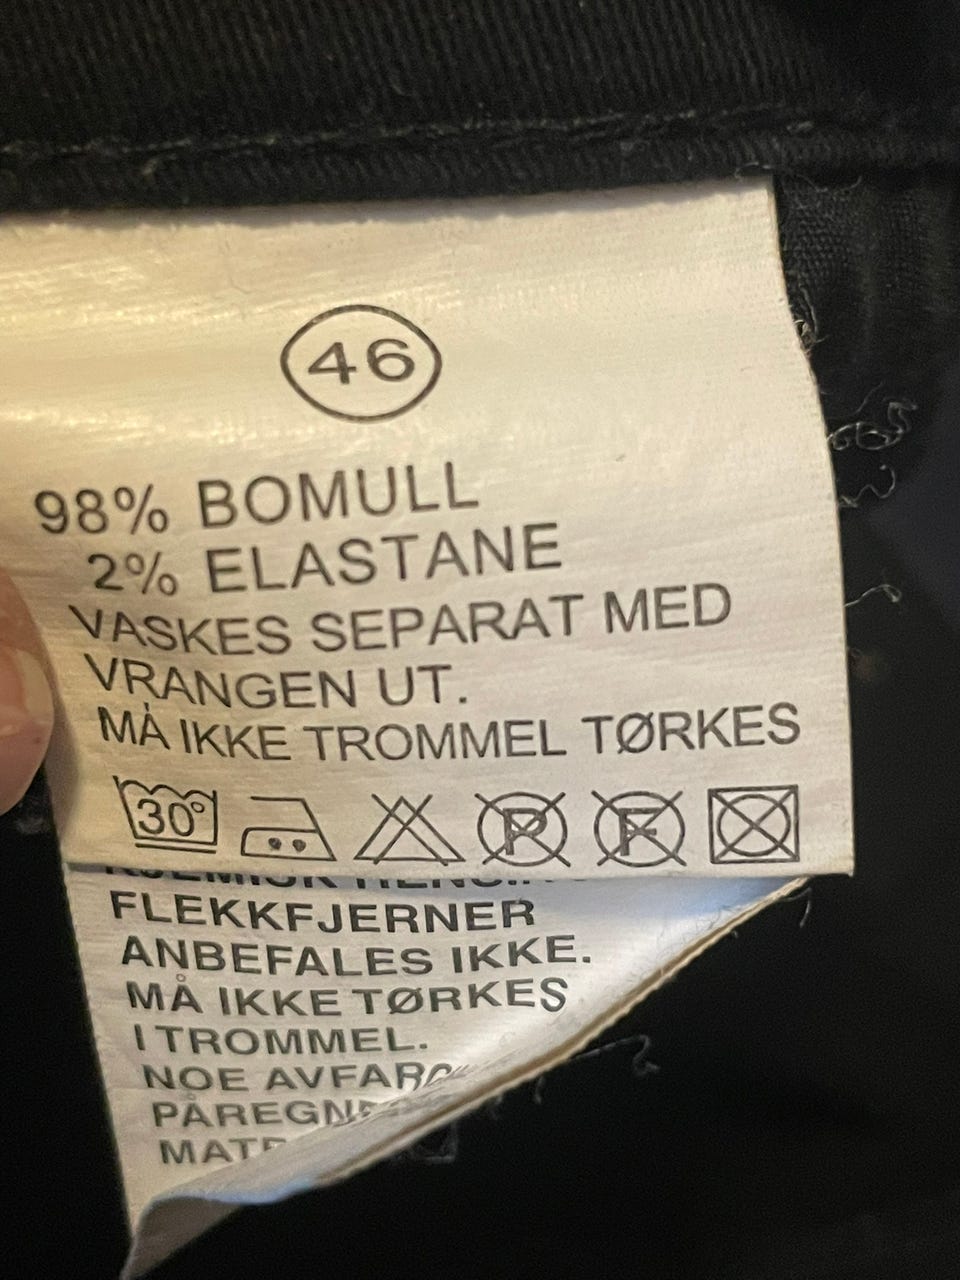 46
98% BOMULL
2% ELASTANE
VASKES SEPARAT MED
VRANGEN UT.
MÅ IKKE TROMMEL TØRKES
30° P F
FLEKKFJERNER
ANBEFALES IKKE.
MÅ IKKE TØRKES
I TROMMEL.
NOE